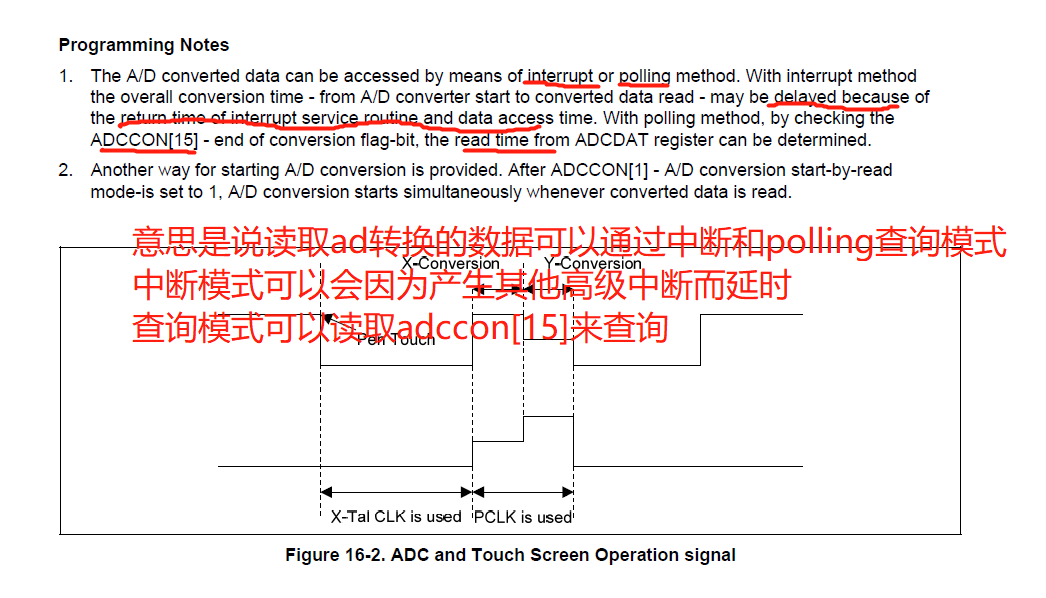 Programming Notes
1. The A/D converted data can be accessed by means of interrupt or polling method. With interrupt method
the overall conversion time - from A/D converter start to converted data read - may be delayed because of
the return time of interrupt service routine and data access time. With polling method, by checking the
ADCCON[15] - end of conversion flag-bit, the read time from ADCDAT register can be determined.
2. Another way for starting A/D conversion is provided. After ADCCON[1] - A/D conversion start-by-read
mode-is set to 1, A/D conversion starts simultaneously whenever converted data is read.
意思是说读取ad转换的数据可以通过中断和polling查询模式
X-Conversion Y-Conversion
中断模式可以会因为产生其他高级中断而延时
查询模式可以读取adccon[15]来查询
Pen Touch
X-Tal CLK is used PCLK is used
Figure 16-2. ADC and Touch Screen Operation signal